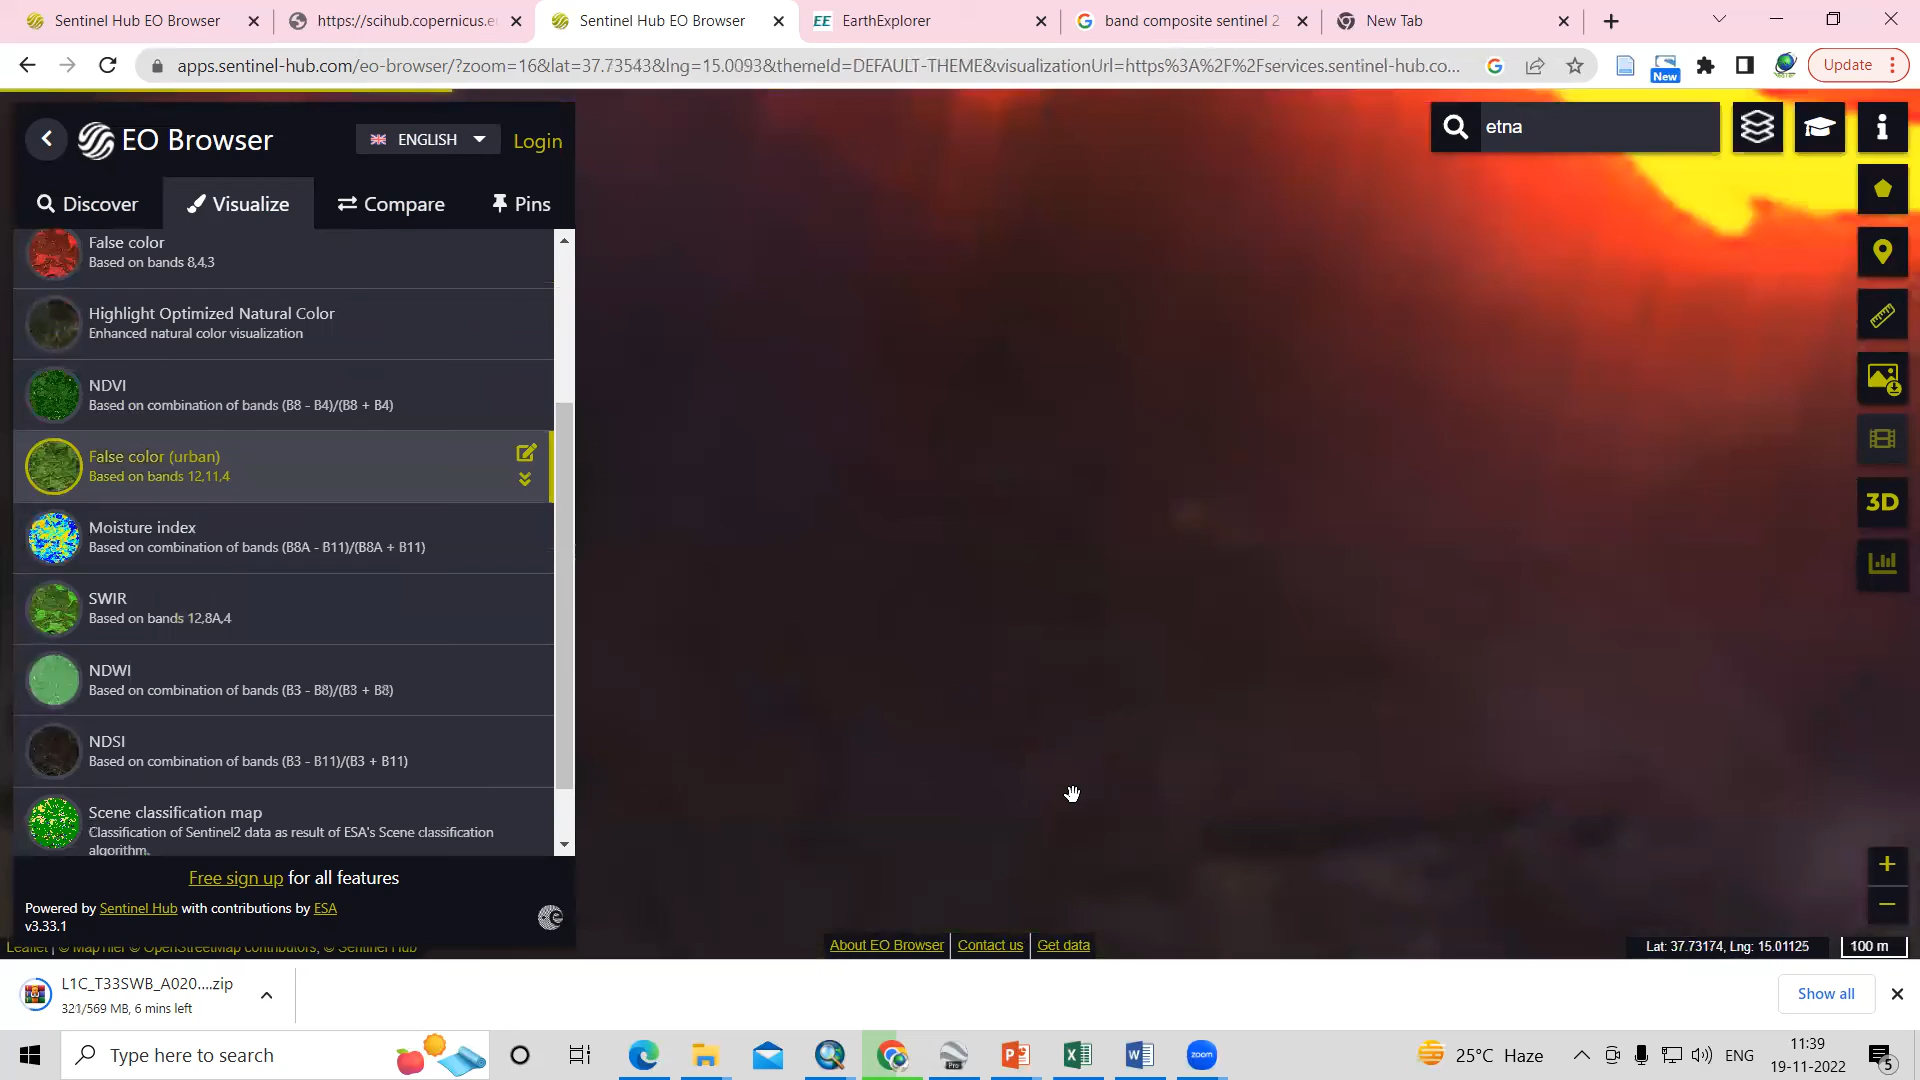 Sentinel Hub EO Browser
https://scihub.copernicus.e
Sentinel Hub EO Browser
EE EarthExplorer
band composite sentinel 2
New Tab
apps.sentinel-hub.com/eo-browser/?zoom=16&lat=37.73543&lng=15.0093&themeId=DEFAULT-THEME&visualizationUrl=https%3A%2F%2Fservices.sentinel-hub.co...
New
Update
EO Browser
ENGLISH
Login
etna
Discover
Visualize
Compare
Pins
False color
Based on bands 8,4,3
Highlight Optimized Natural Color
Enhanced natural color visualization
NDVI
Based on combination of bands (B8 - B4)/(B8 + B4)
False color (urban)
Based on bands 12,11,4
Moisture index
Based on combination of bands (B8A - B11)/(B8A + B11)
SWIR
Based on bands 12,8A,4
NDWI
Based on combination of bands (B3 - B8)/(B3 + B8)
NDSI
Based on combination of bands (B3 - B11)/(B3 + B11)
Scene classification map
Classification of Sentinel2 data as result of ESA's Scene classification
algorithm.
3D
Free sign up for all features
Powered by Sentinel Hub with contributions by ESA
v3.33.1
Leaflet | © MapTiler © OpenStreetMap contributors, © Sentinel Hub
About EO Browser
Contact us
Get data
Lat: 37.73174, Lng: 15.01125
100 m
L1C_T33SWB_A020....zip
321/569 MB, 6 mins left
Show all
Type here to search
Pro
zoom
25°C Haze
ENG
11:39
19-11-2022
5